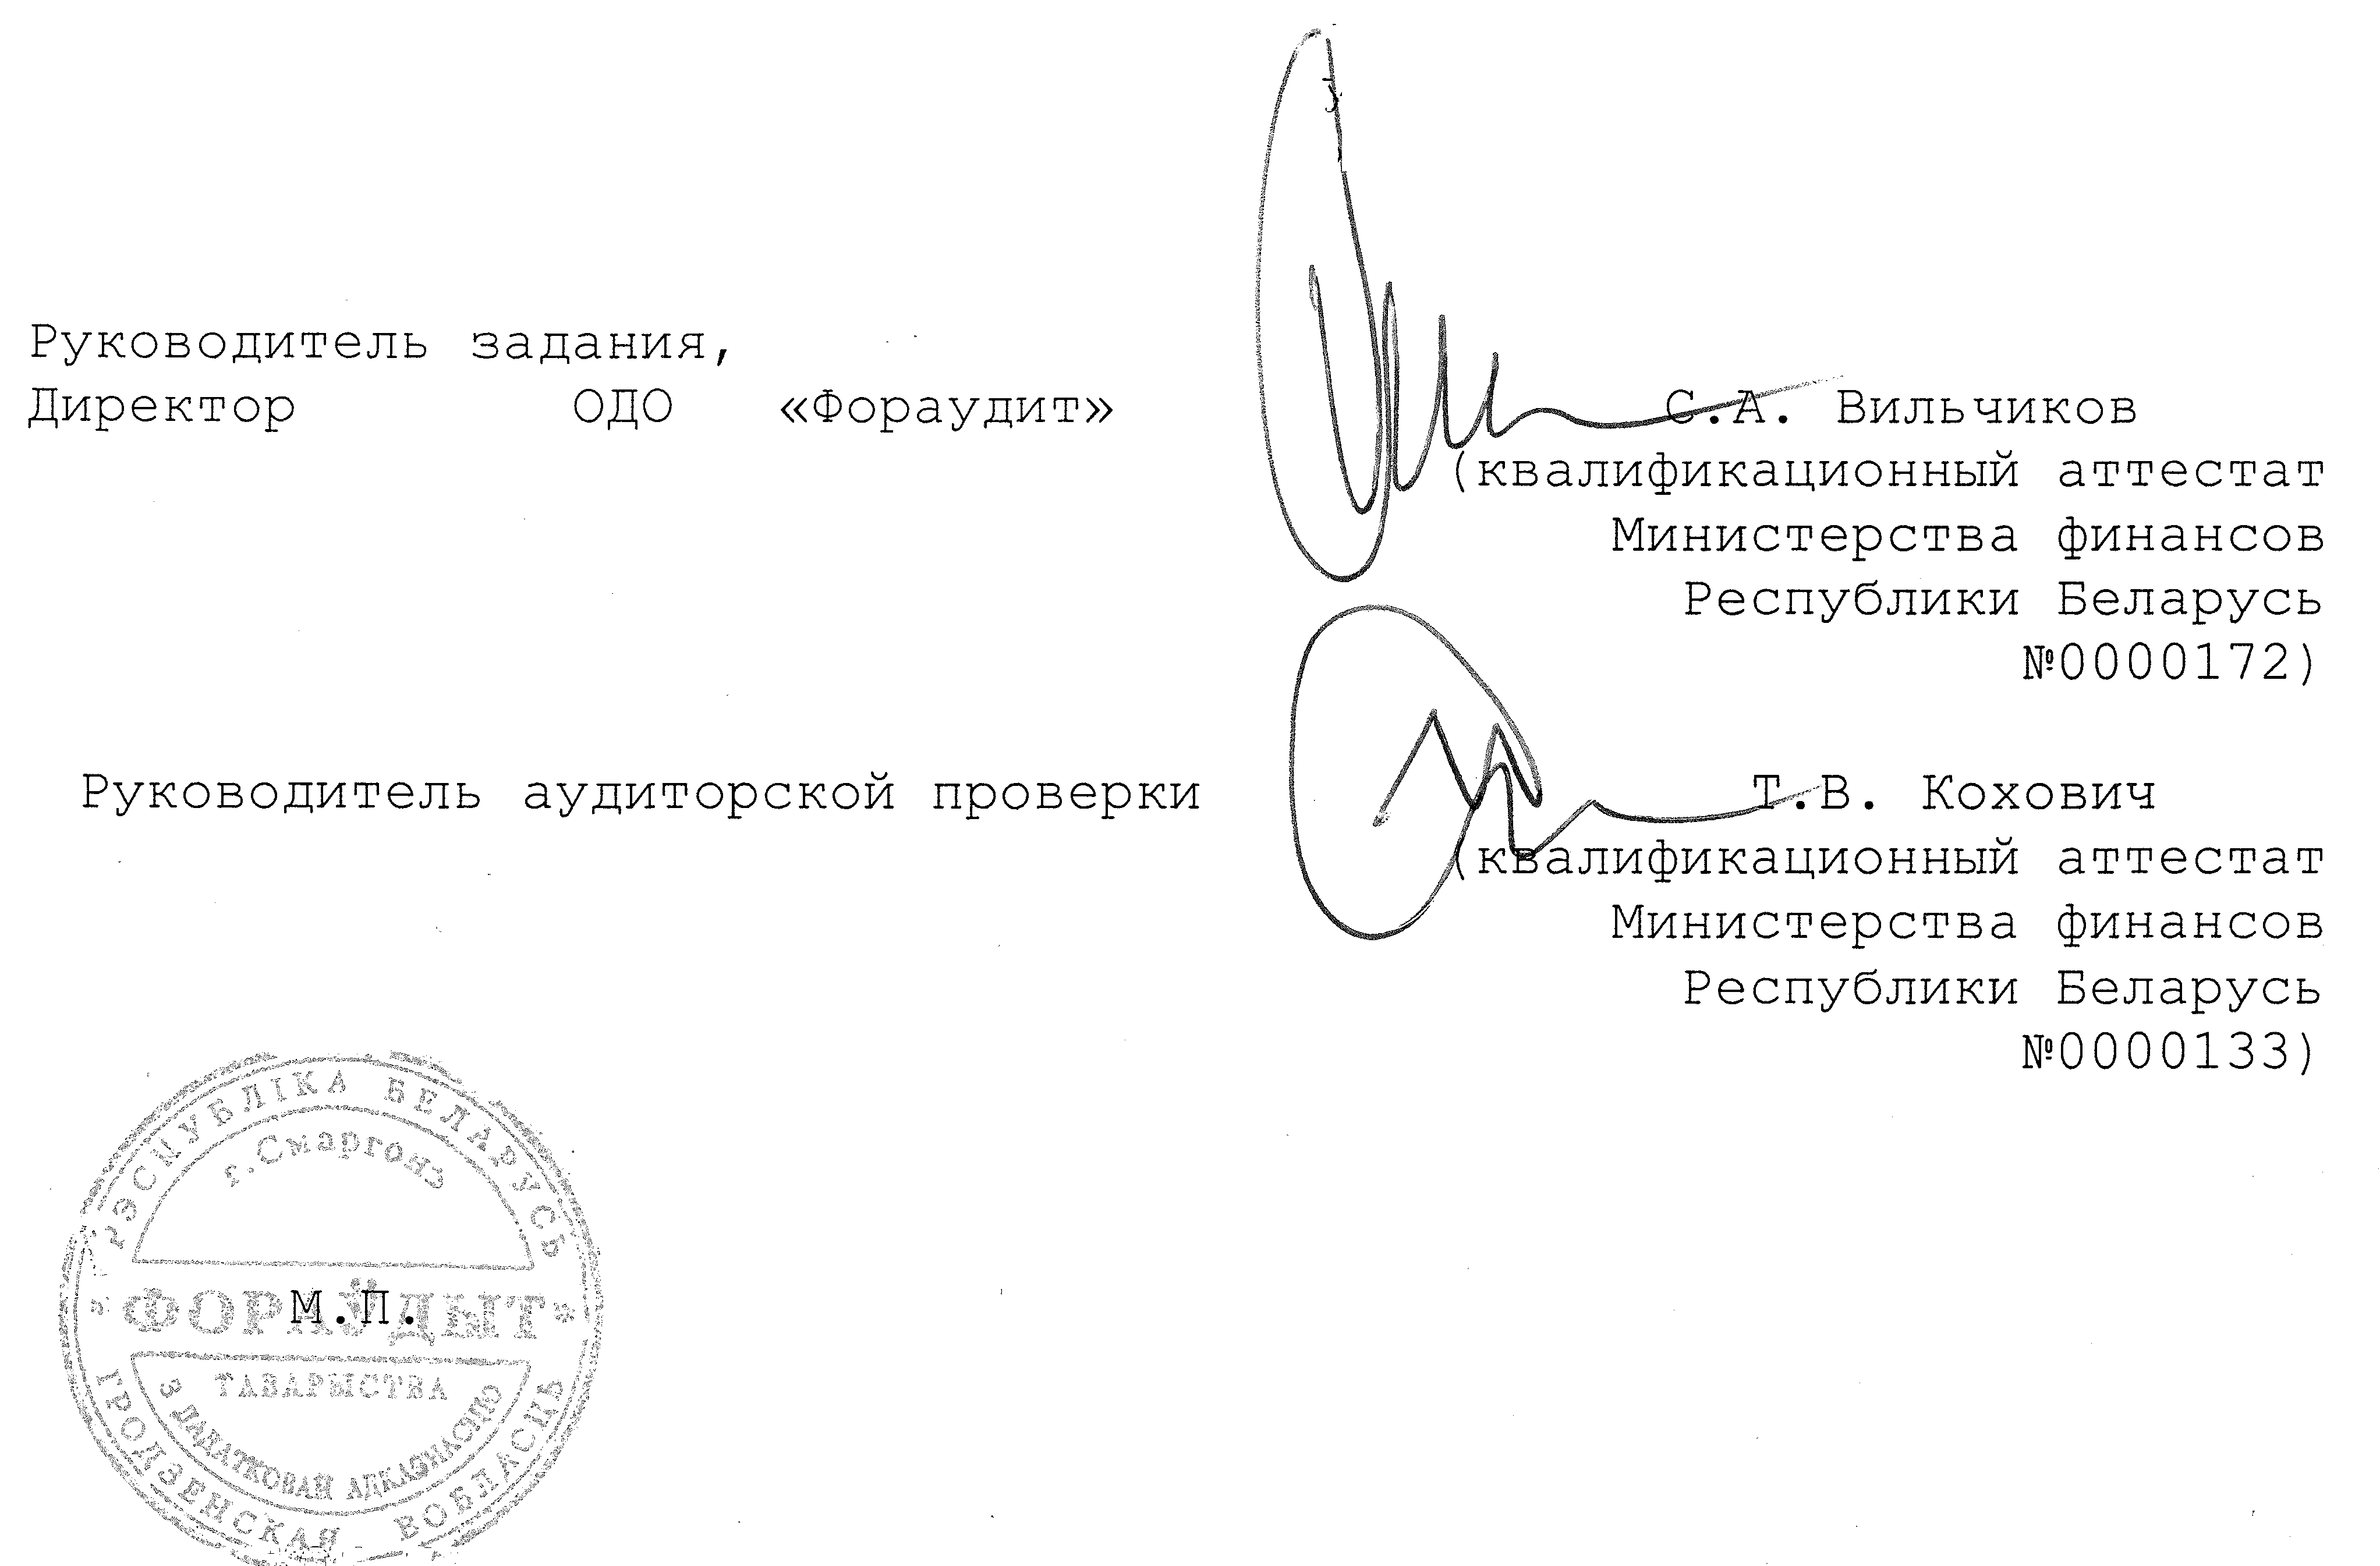 Руководитель задания,
Директор ОДО «Фораудит» С.А. Вильчиков
(квалификационный аттестат
Министерства финансов
Республики Беларусь
№0000172)
Руководитель аудиторской проверки Т.В. Кохович
(квалификационный аттестат
Министерства финансов
Республики Беларусь
№0000133)
РЭСПУБЛІКА БЕЛАРУСЬ
г.Смаргонь
*ФОРАЎДЫТ*
М.П.
ТАВАРЫСТВА
З ДАДАТКОВАЙ АДКАЗНАСЦЮ
ГРОДЗЕНСКАЯ ВОБЛАСЦЬ